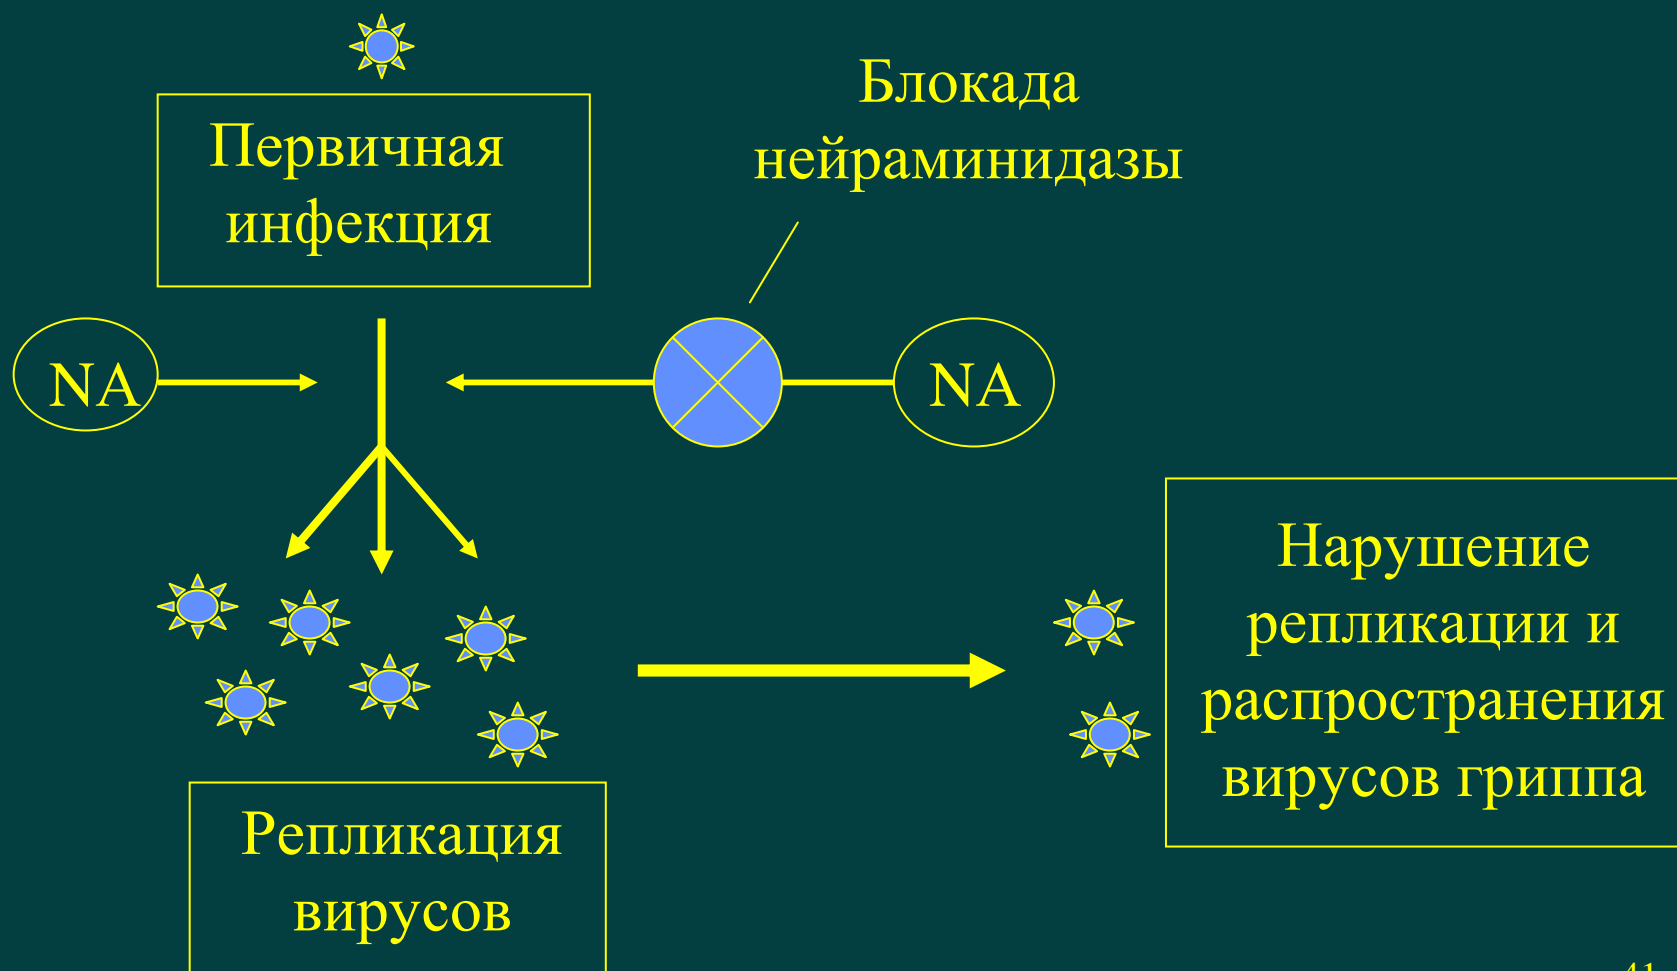 Первичная
инфекция
Блокада
нейраминидазы
NA
NA
Нарушение
репликации и
распространения
вирусов гриппа
Репликация
вирусов